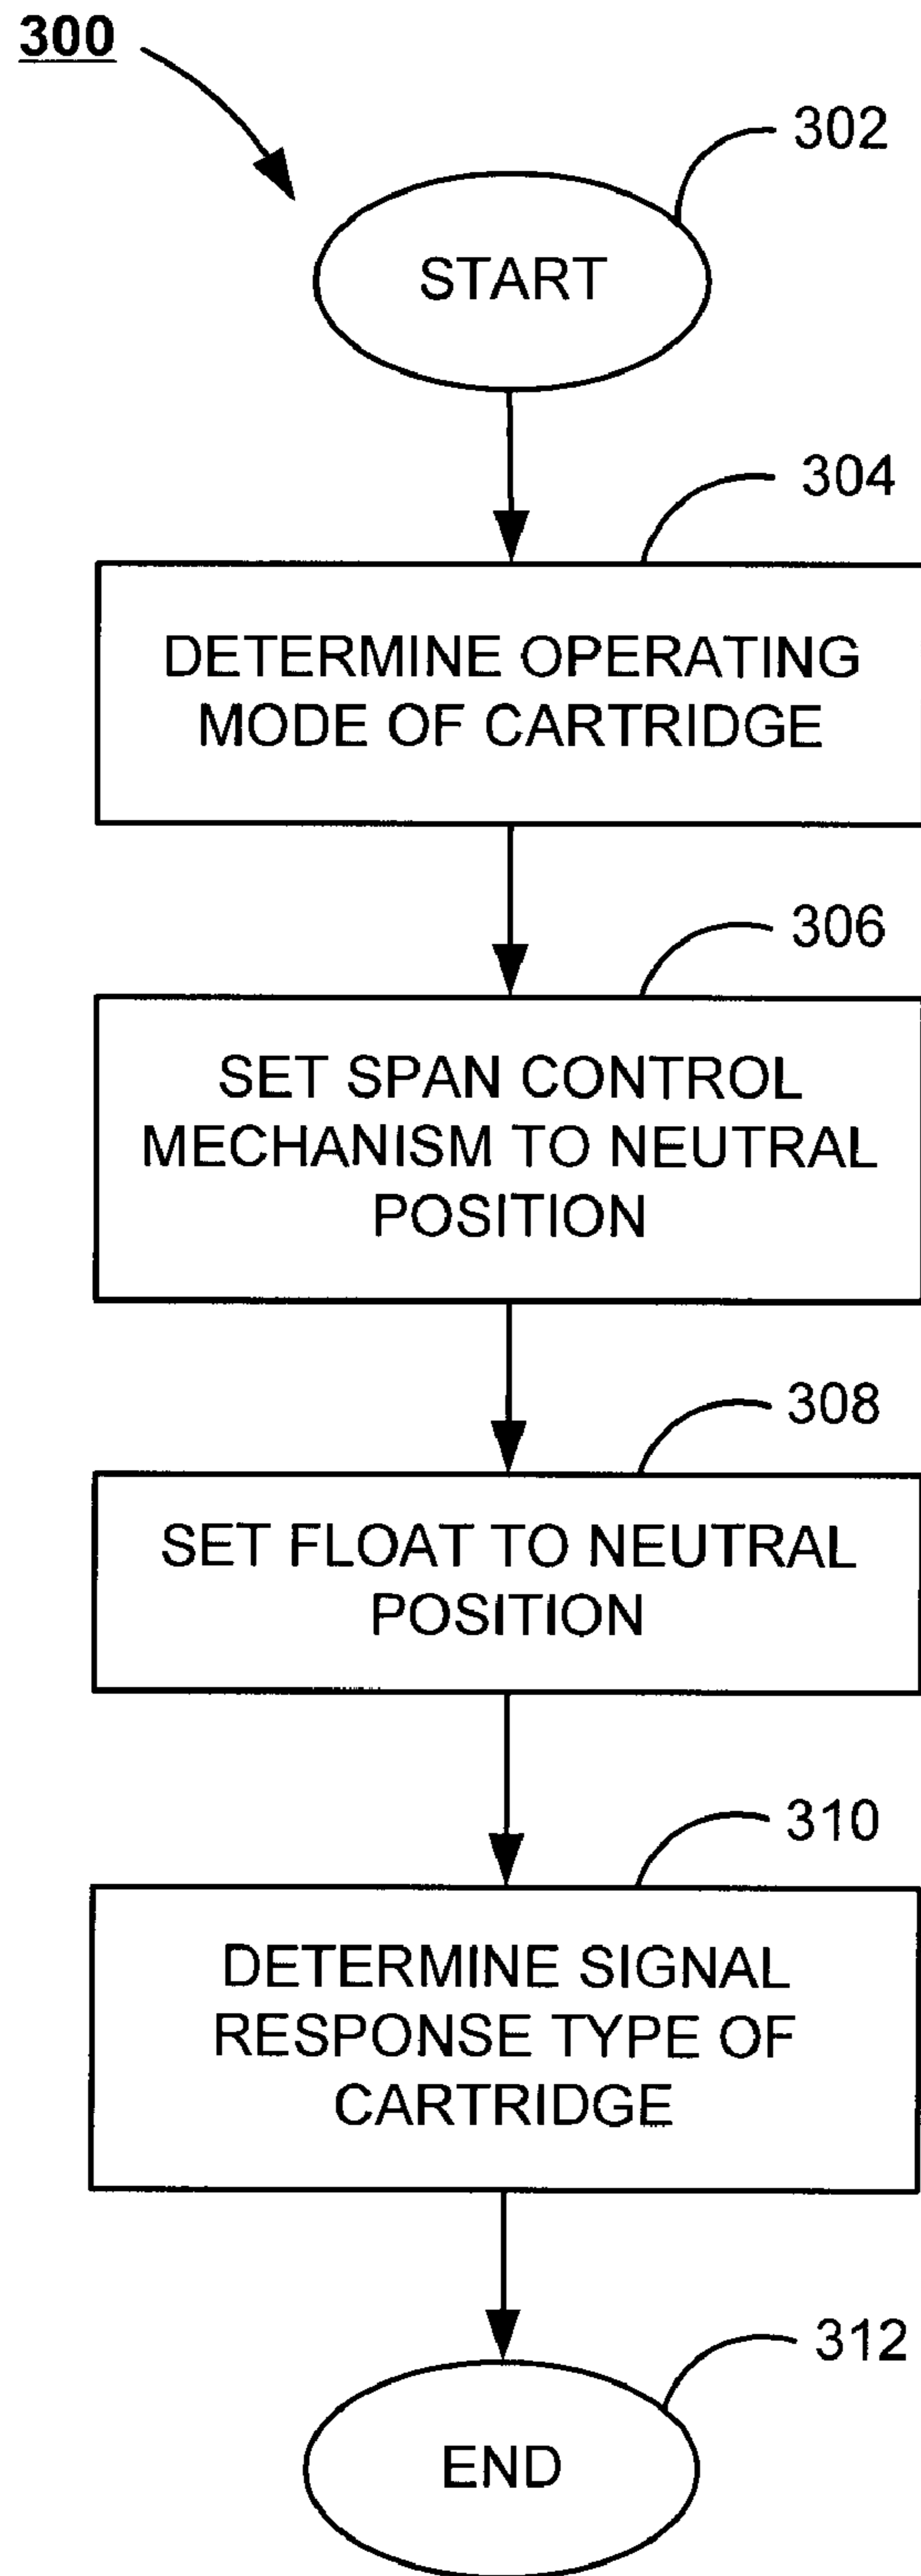 300
302
START
304
DETERMINE OPERATING
MODE OF CARTRIDGE
306
SET SPAN CONTROL
MECHANISM TO NEUTRAL
POSITION
308
SET FLOAT TO NEUTRAL
POSITION
310
DETERMINE SIGNAL
RESPONSE TYPE OF
CARTRIDGE
312
END